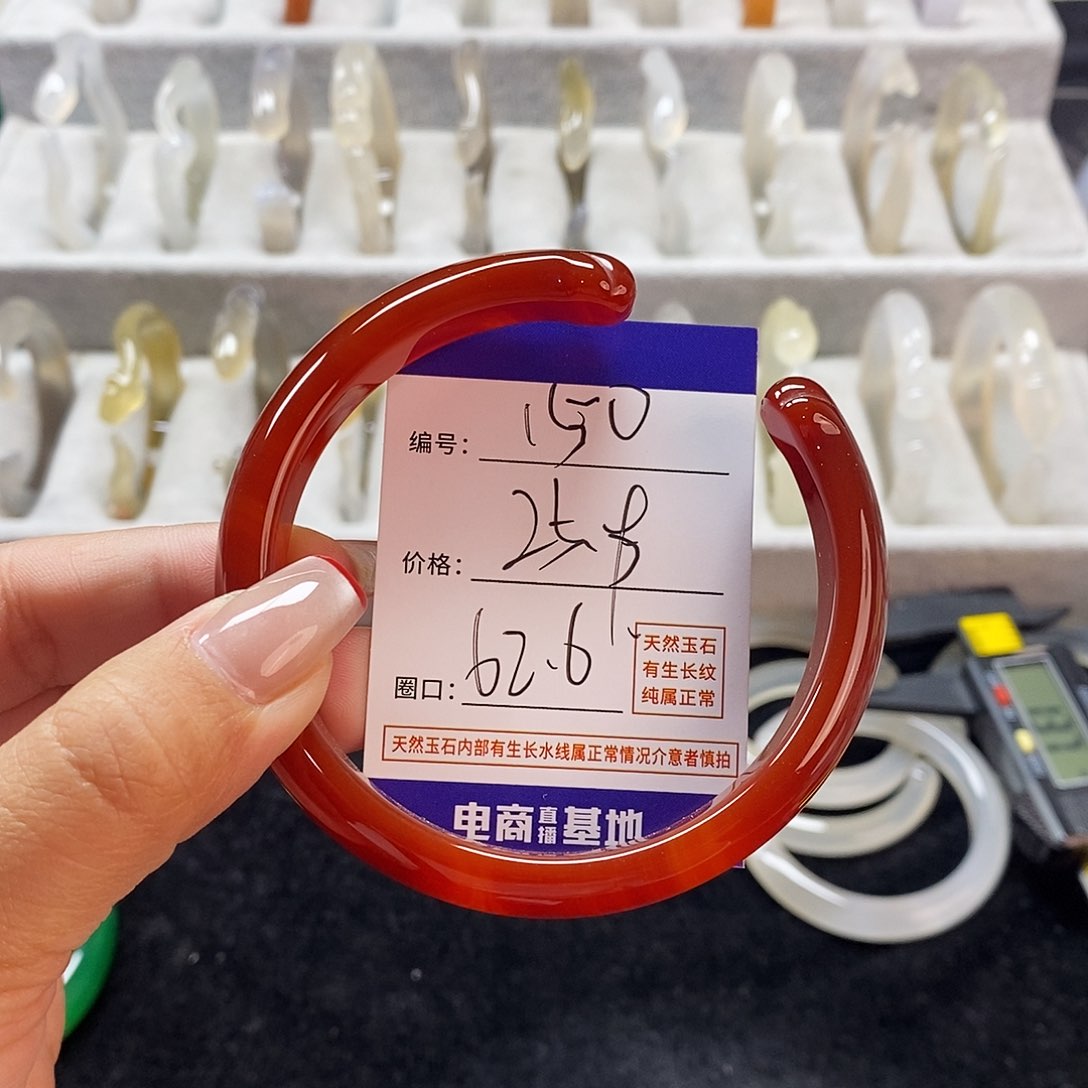 编号: 150
价格:
圈口: 62.6
天然玉石
有生长纹
纯属正常
天然玉石内部有生长水线属正常情况介意者慎拍
电商直播基地